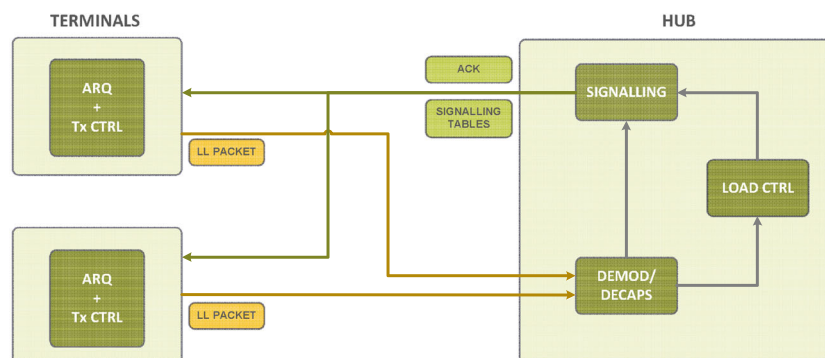 TERMINALS
HUB
ARQ
+
Tx CTRL
ACK
SIGNALLING
SIGNALLING
TABLES
LL PACKET
LOAD CTRL
ARQ
+
Tx CTRL
DEMOD/
DECAPS
LL PACKET